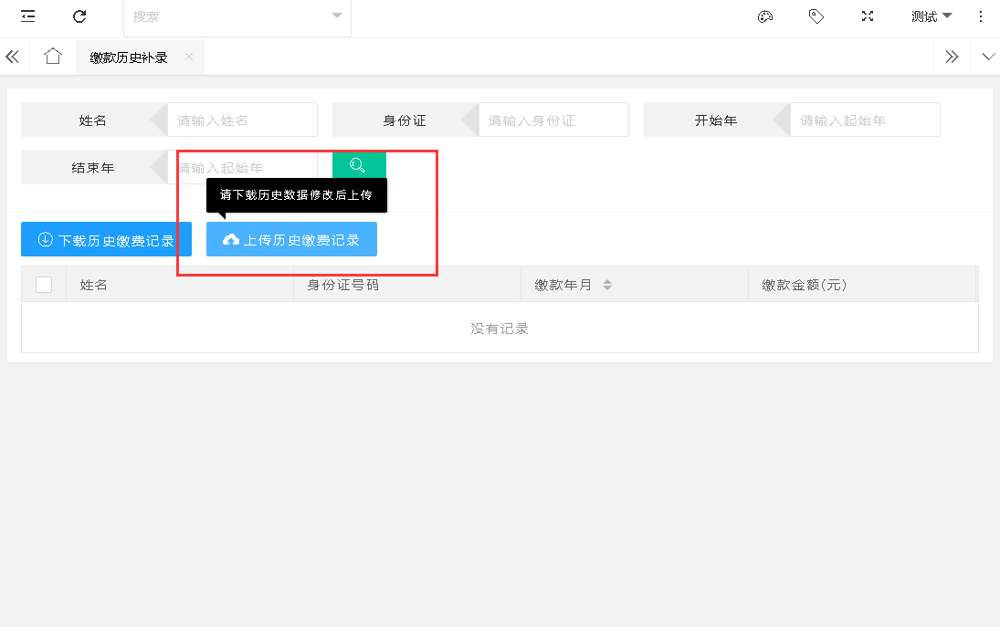 搜索
测试
缴款历史补录
姓名 请输入姓名 身份证 请输入身份证 开始年 请输入起始年
结束年 请输入起始年
请下载历史数据修改后上传
下载历史缴费记录 上传历史缴费记录
姓名 身份证号码 缴款年月 缴款金额(元)
没有记录